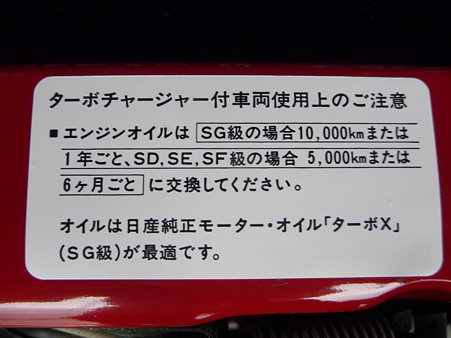 ターボチャージャー付車両使用上のご注意
■エンジンオイルは SG級の場合10,000kmまたは
1年ごと、SD,SE,SF級の場合 5,000kmまたは
6ヶ月ごと に交換してください。
オイルは日産純正モーター・オイル「ターボX」
(SG級)が最適です。